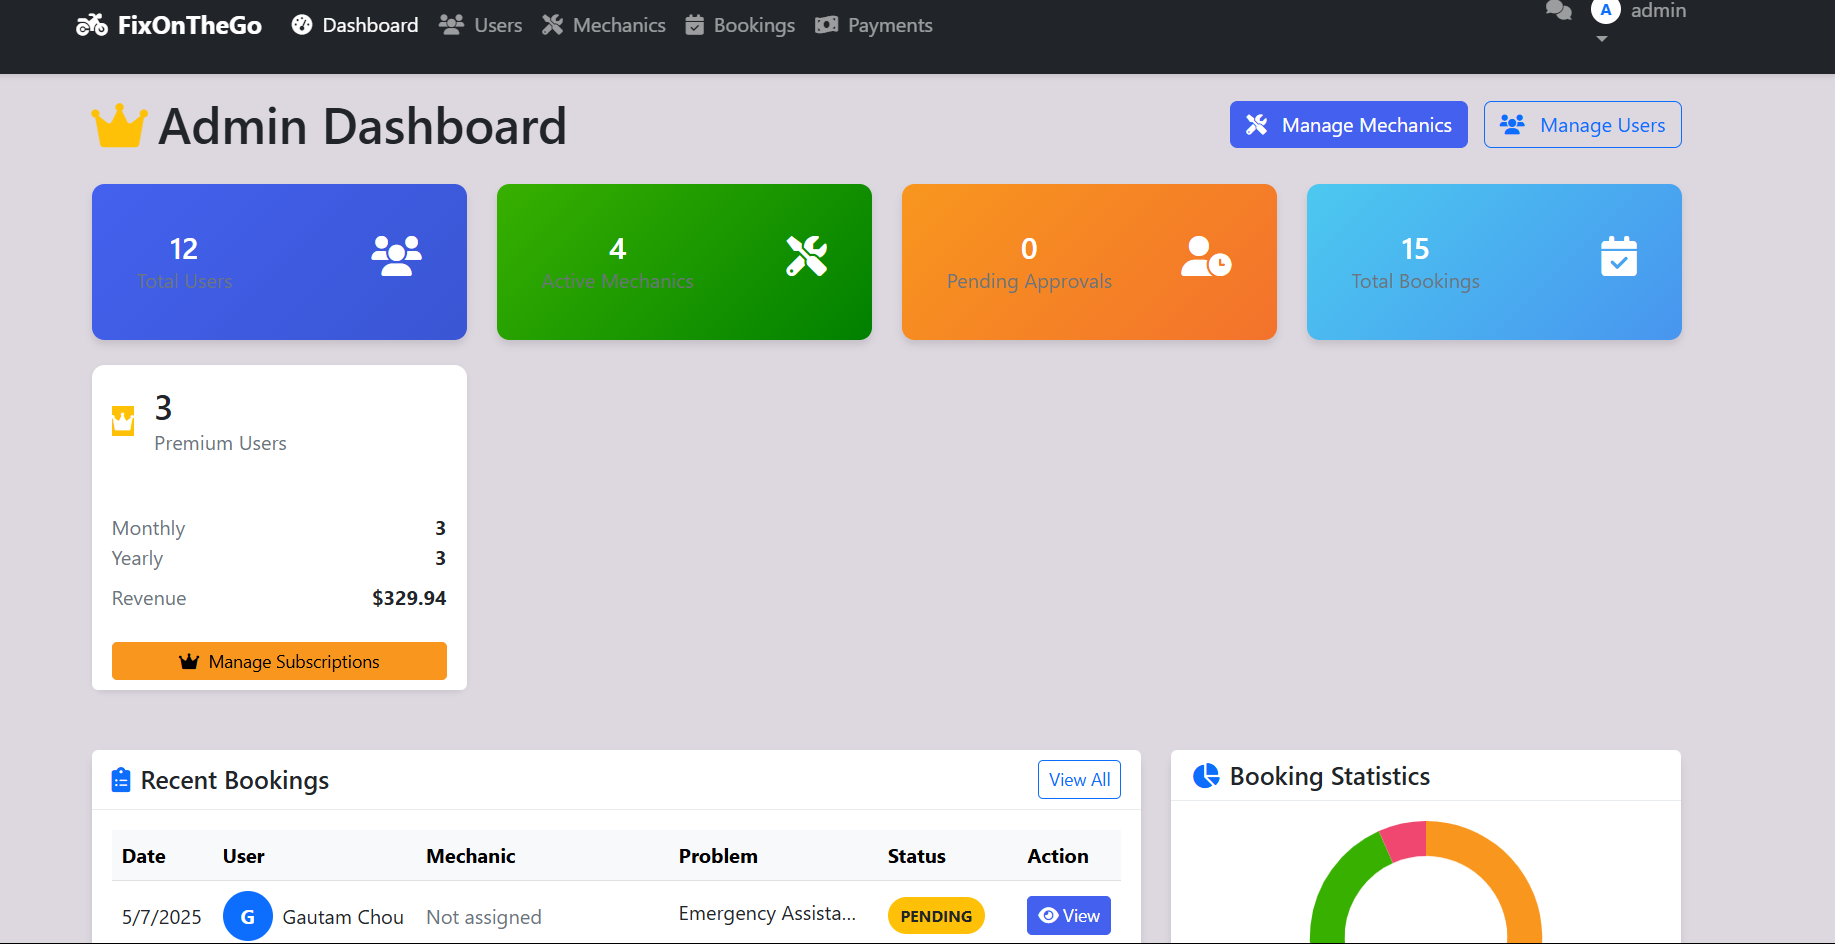 FixOnTheGo Dashboard Users Mechanics Bookings Payments A admin
Admin Dashboard Manage Mechanics Manage Users
12 4 0 15
Total Users Active Mechanics Pending Approvals Total Bookings
3
Premium Users
Monthly 3
Yearly 3
Revenue $329.94
Manage Subscriptions
Recent Bookings View All
Booking Statistics
Date User Mechanic Problem Status Action
5/7/2025 G Gautam Chou Not assigned Emergency Assista... PENDING View